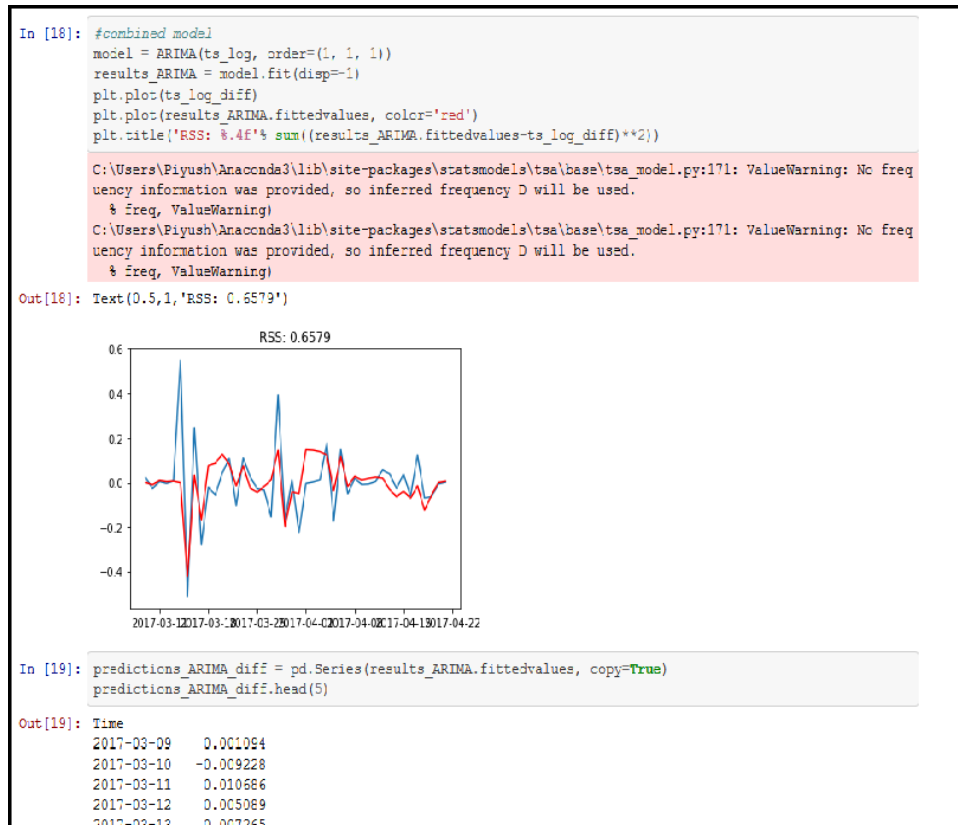 In [18]: #combined model
model = ARIMA(ts_log, order=(1, 1, 1))
results_ARIMA = model.fit(disp=-1)
plt.plot(ts_log_diff)
plt.plot(results_ARIMA.fittedvalues, color='red')
plt.title('RSS: %.4f'% sum((results_ARIMA.fittedvalues-ts_log_diff)**2))
C:\Users\Piyush\Anaconda3\lib\site-packages\statsmodels\tsa\base\tsa_model.py:171: ValueWarning: No freq
uency information was provided, so inferred frequency D will be used.
% freq, ValueWarning)
C:\Users\Piyush\Anaconda3\lib\site-packages\statsmodels\tsa\base\tsa_model.py:171: ValueWarning: No freq
uency information was provided, so inferred frequency D will be used.
% freq, ValueWarning)
Out[18]: Text(0.5,1,'RSS: 0.6579')
RSS: 0.6579
0.6
0.4
0.2
0.0
−0.2
−0.4
2017-04-22
In [19]: predictions_ARIMA_diff = pd.Series(results_ARIMA.fittedvalues, copy=True)
predictions_ARIMA_diff.head(5)
Out[19]: Time
2017-03-09 0.001094
2017-03-10 -0.009228
2017-03-11 0.010686
2017-03-12 0.005089
2017-03-13 0.007265